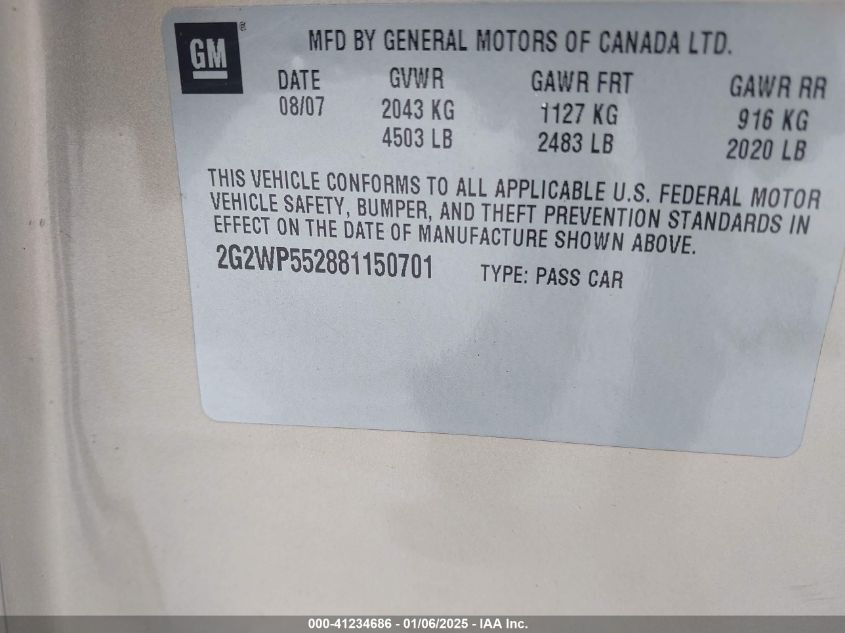 GM®
MFD BY GENERAL MOTORS OF CANADA LTD.
DATE GVWR GAWR FRT GAWR RR
08/07 2043 KG 1127 KG 916 KG
4503 LB 2483 LB 2020 LB
THIS VEHICLE CONFORMS TO ALL APPLICABLE U.S. FEDERAL MOTOR
VEHICLE SAFETY, BUMPER, AND THEFT PREVENTION STANDARDS IN
EFFECT ON THE DATE OF MANUFACTURE SHOWN ABOVE.
2G2WP552881150701 TYPE: PASS CAR
000-41234686 - 01/06/2025 - IAA Inc.